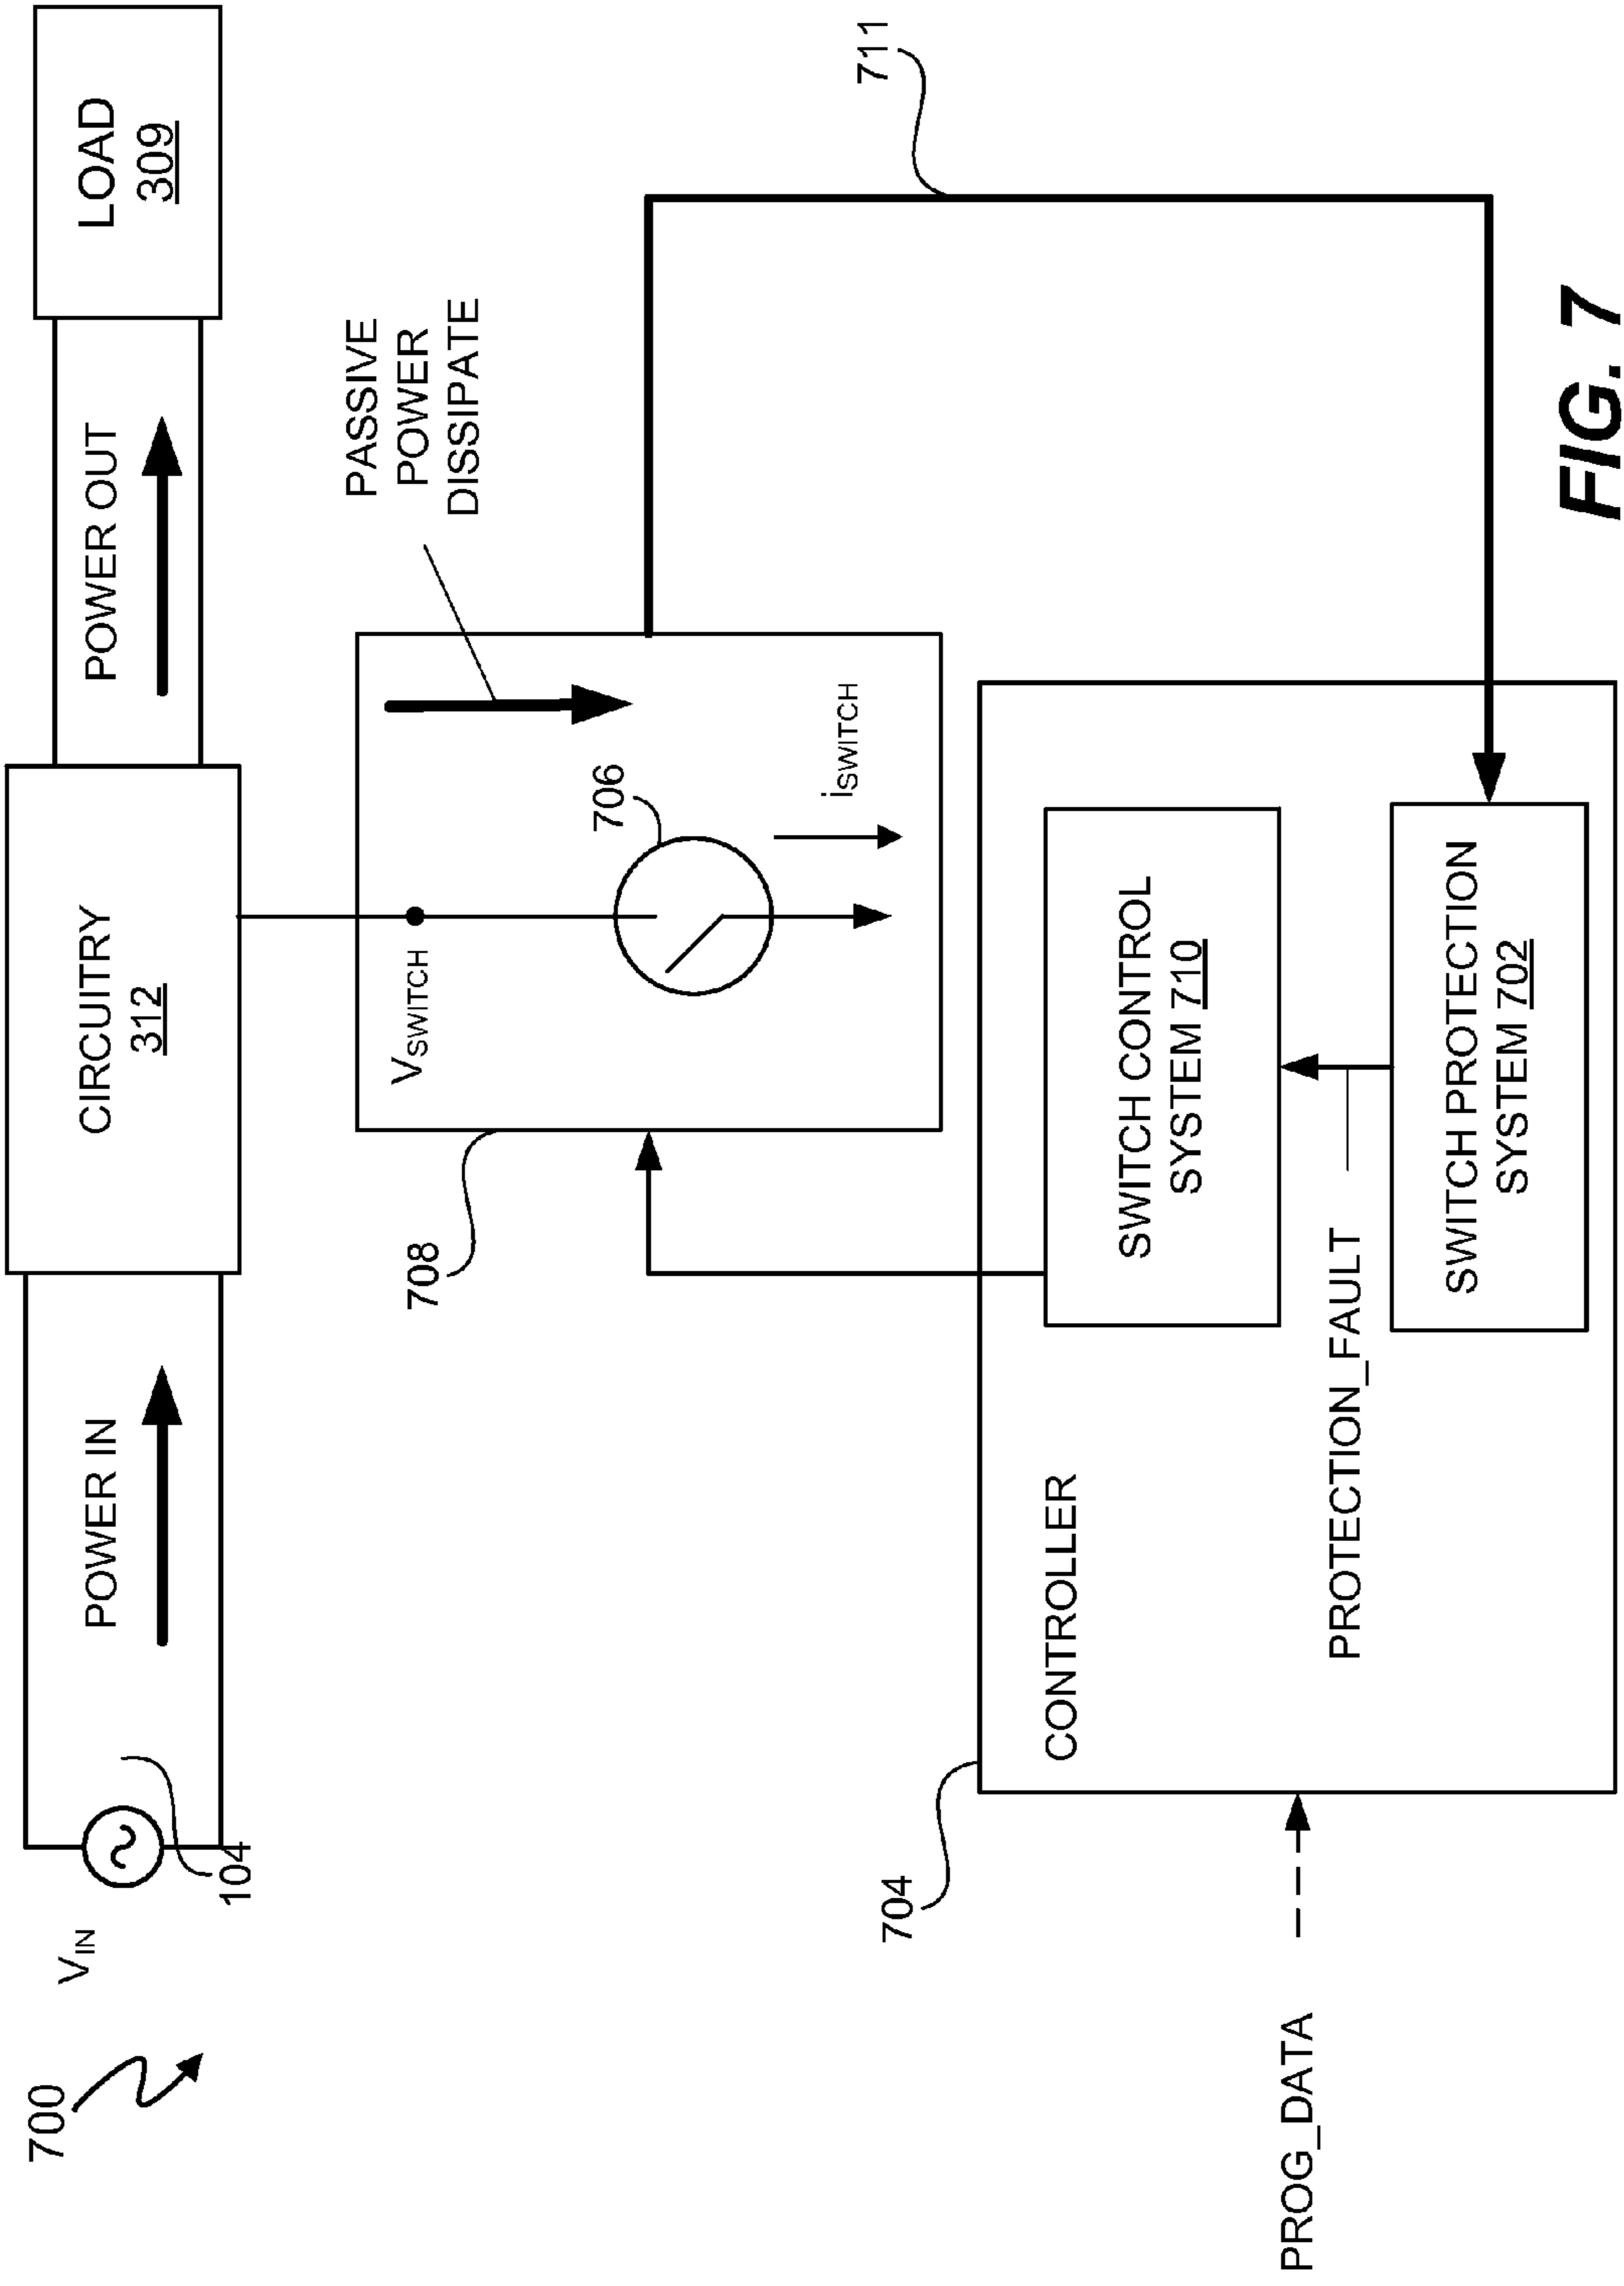 700
V_IN
104
POWER IN
CIRCUITRY
312
POWER OUT
LOAD
309
PASSIVE
POWER
DISSIPATE
V_SWITCH
706
i_SWITCH
708
711
704
CONTROLLER
SWITCH CONTROL
SYSTEM 710
PROTECTION_FAULT
SWITCH PROTECTION
SYSTEM 702
PROG_DATA
FIG. 7